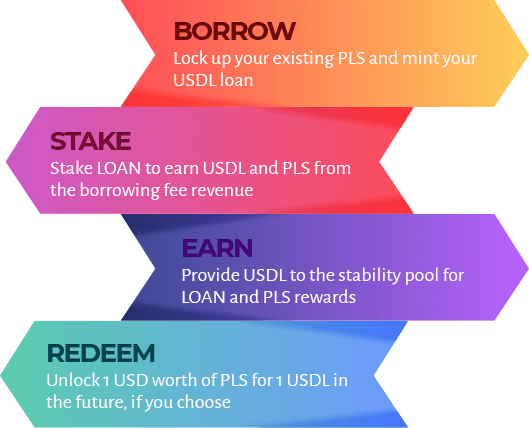 BORROW
Lock up your existing PLS and mint your
USDL loan
STAKE
Stake LOAN to earn USDL and PLS from
the borrowing fee revenue
EARN
Provide USDL to the stability pool for
LOAN and PLS rewards
REDEEM
Unlock 1 USD worth of PLS for 1 USDL in
the future, if you choose